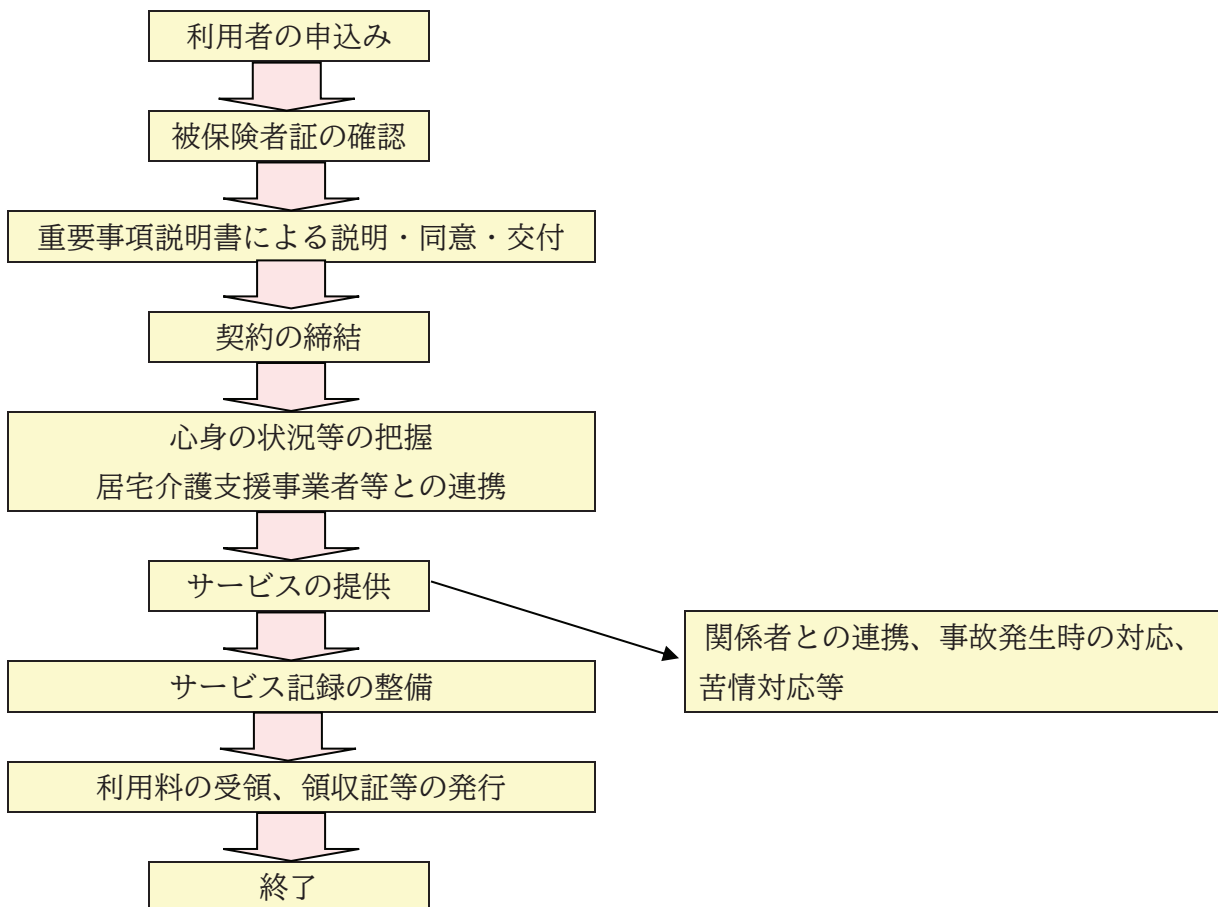 利用者の申込み
被保険者証の確認
重要事項説明書による説明・同意・交付
契約の締結
心身の状況等の把握
居宅介護支援事業者等との連携
サービスの提供
関係者との連携、事故発生時の対応、
苦情対応等
サービス記録の整備
利用料の受領、領収証等の発行
終了